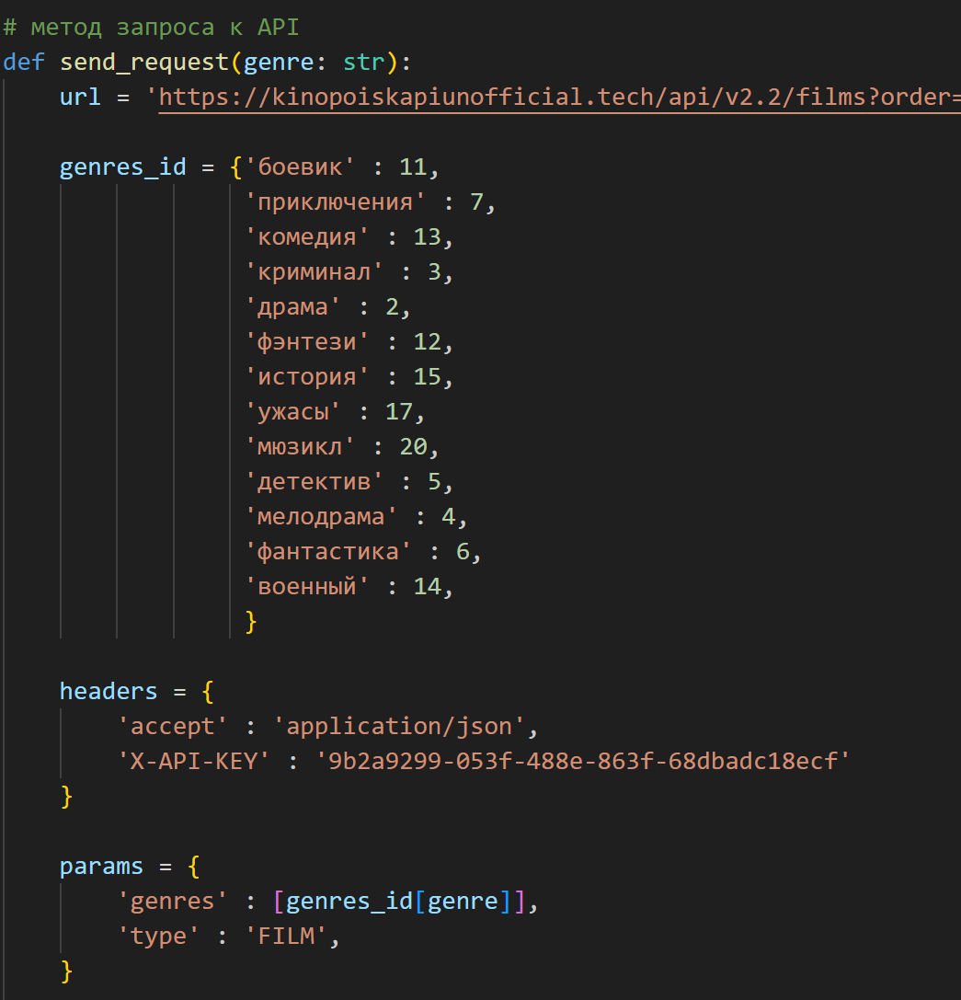 # метод запроса к API
def send_request(genre: str):
url = 'https://kinopoiskapiunofficial.tech/api/v2.2/films?order=
genres_id = {'боевик' : 11,
'приключения' : 7,
'комедия' : 13,
'криминал' : 3,
'драма' : 2,
'фэнтези' : 12,
'история' : 15,
'ужасы' : 17,
'мюзикл' : 20,
'детектив' : 5,
'мелодрама' : 4,
'фантастика' : 6,
'военный' : 14,
}
headers = {
'accept' : 'application/json',
'X-API-KEY' : '9b2a9299-053f-488e-863f-68dbadc18ecf'
}
params = {
'genres' : [genres_id[genre]],
'type' : 'FILM',
}